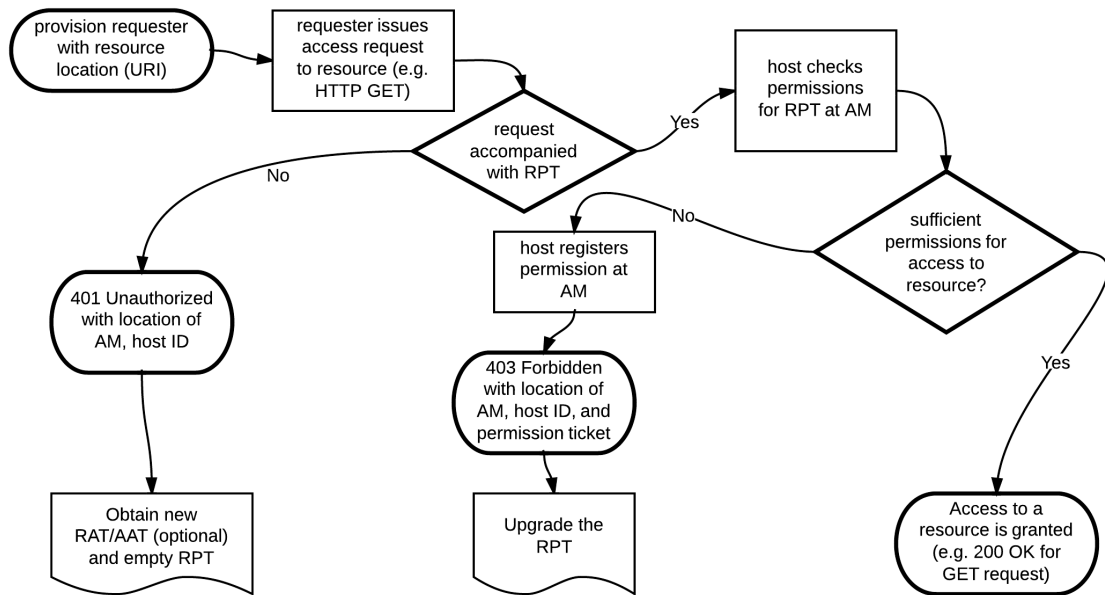 provision requester
with resource
location (URI)
requester issues
access request
to resource (e.g.
HTTP GET)
host checks
permissions
for RPT at AM
request
accompanied
with RPT
Yes
No
No
sufficient
permissions for
access to
resource?
host registers
permission at
AM
401 Unauthorized
with location of
AM, host ID
403 Forbidden
with location of
AM, host ID, and
permission ticket
Yes
Obtain new
RAT/AAT (optional)
and empty RPT
Upgrade the
RPT
Access to a
resource is granted
(e.g. 200 OK for
GET request)